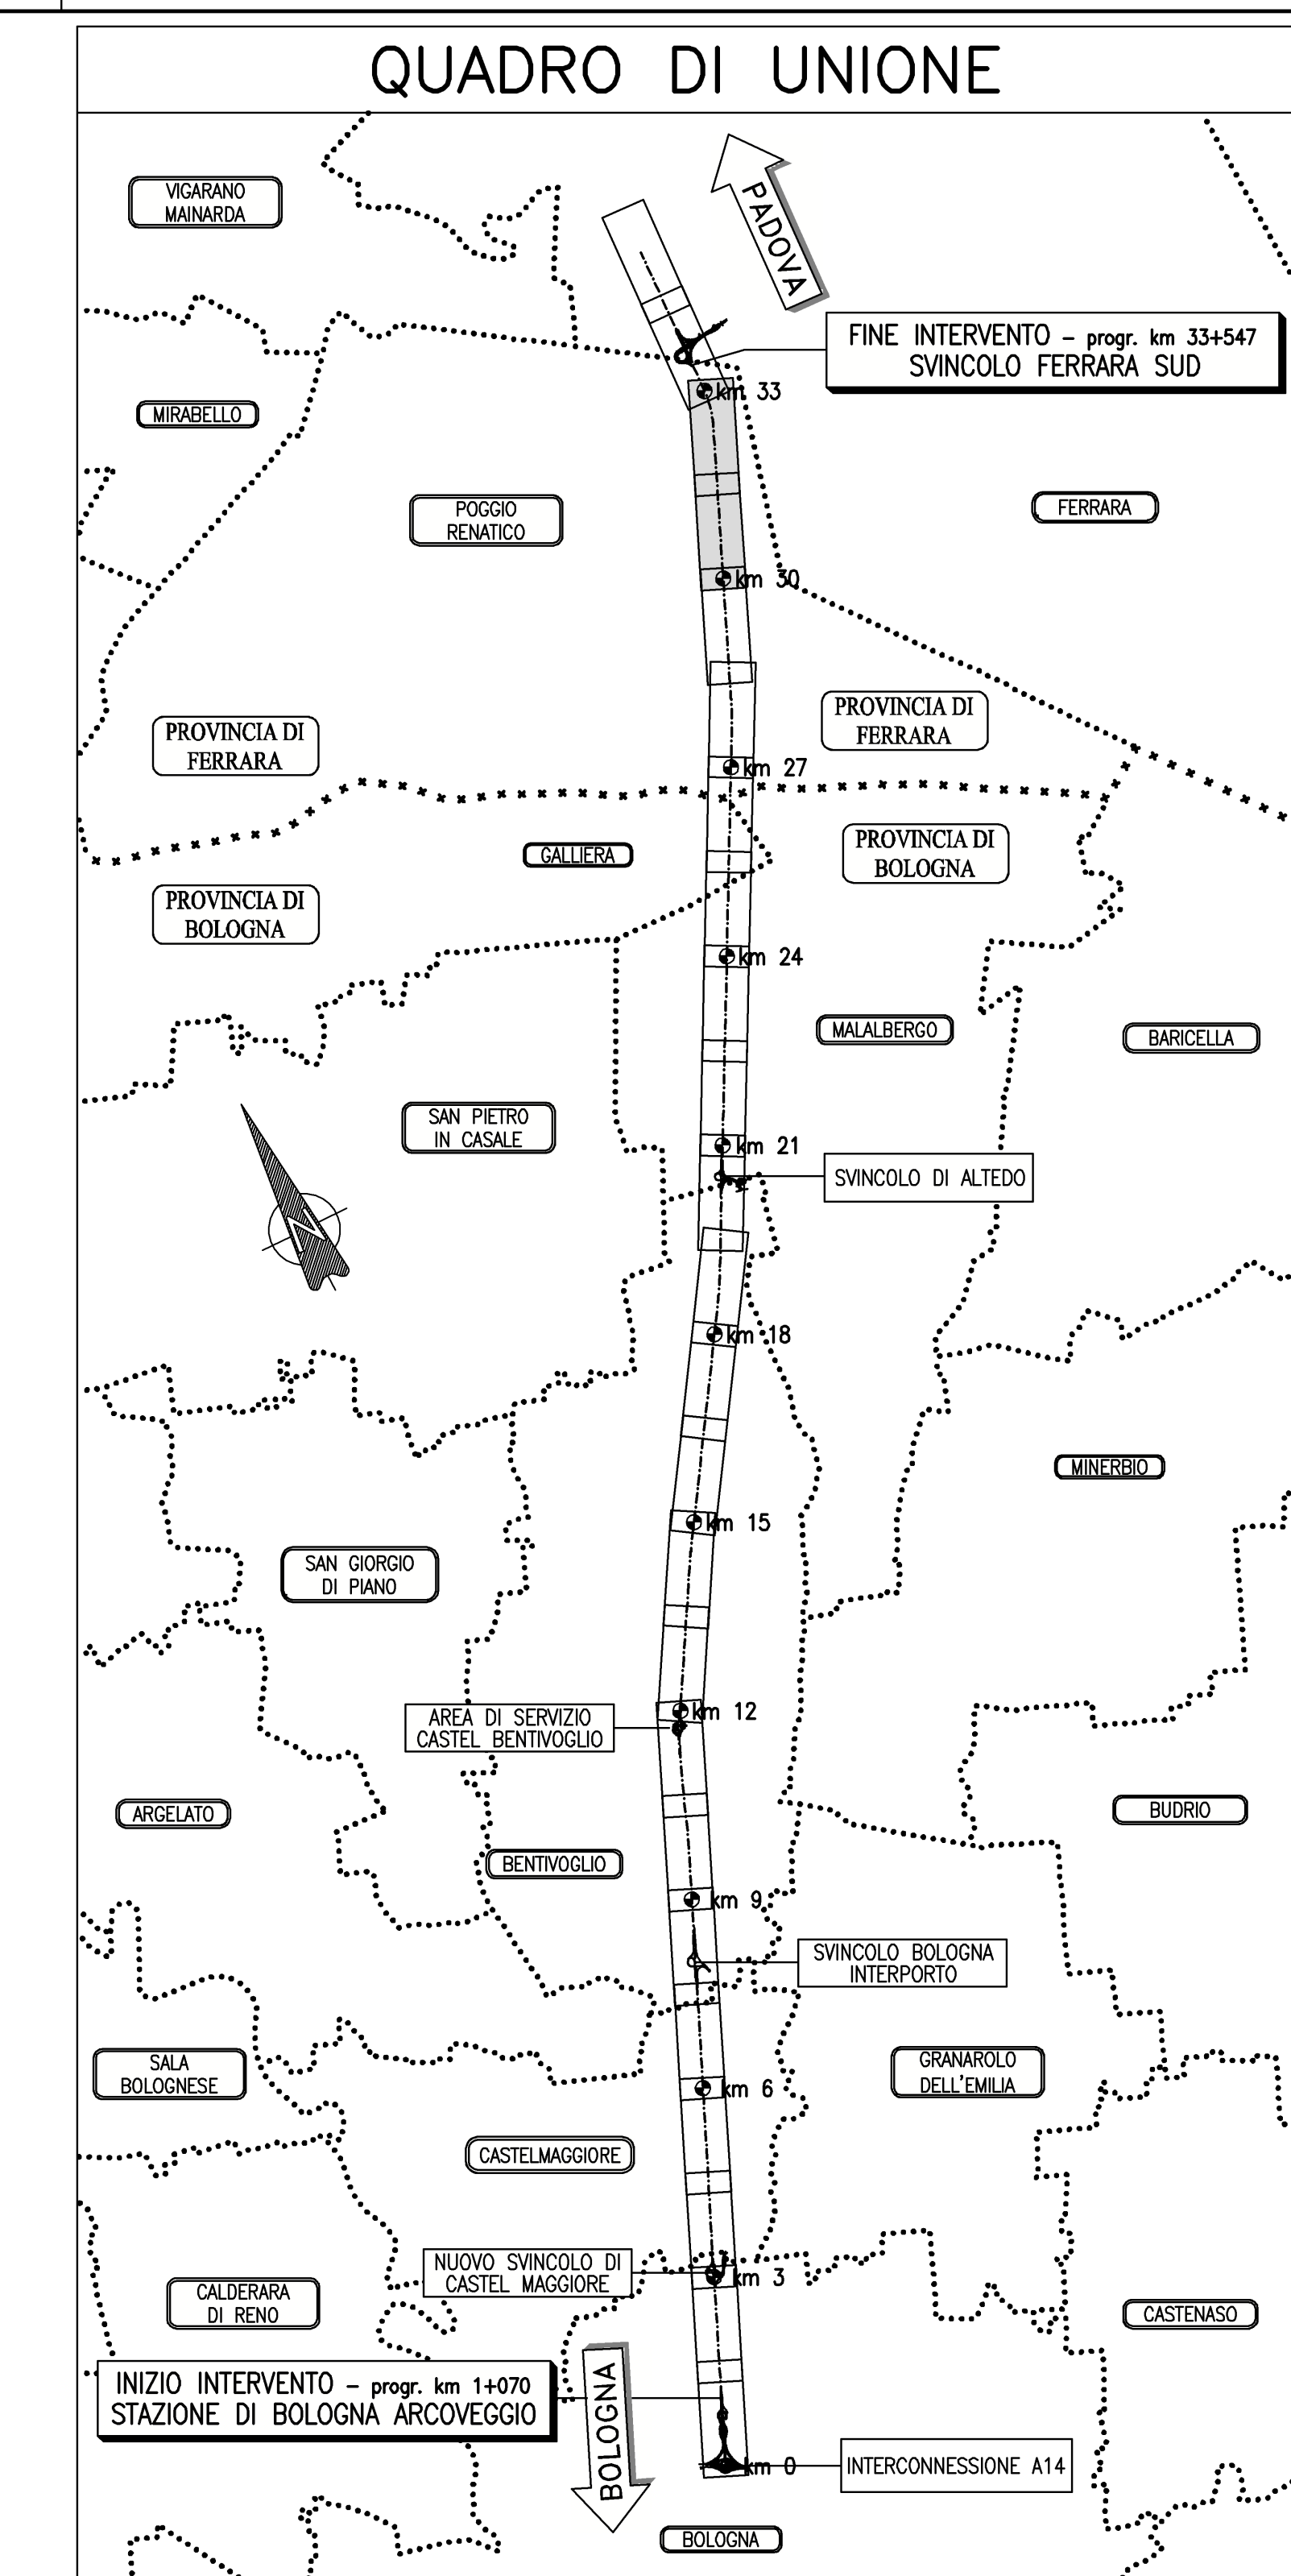 QUADRO DI UNIONE
VIGARANO
MAINARDA
PADOVA
FINE INTERVENTO - progr. km 33+547
SVINCOLO FERRARA SUD
km 33
MIRABELLO
POGGIO
RENATICO
FERRARA
km 30
PROVINCIA DI
FERRARA
PROVINCIA DI
FERRARA
km 27
GALLIERA
PROVINCIA DI
BOLOGNA
PROVINCIA DI
BOLOGNA
km 24
MALALBERGO
BARICELLA
SAN PIETRO
IN CASALE
km 21
SVINCOLO DI ALTEDO
N
km 18
MINERBIO
km 15
SAN GIORGIO
DI PIANO
km 12
AREA DI SERVIZIO
CASTEL BENTIVOGLIO
ARGELATO
BUDRIO
BENTIVOGLIO
km 9
SVINCOLO BOLOGNA
INTERPORTO
SALA
BOLOGNESE
GRANAROLO
DELL'EMILIA
km 6
CASTELMAGGIORE
NUOVO SVINCOLO DI
CASTEL MAGGIORE
km 3
CALDERARA
DI RENO
CASTENASO
INIZIO INTERVENTO - progr. km 1+070
STAZIONE DI BOLOGNA ARCOVEGGIO
BOLOGNA
km 0
INTERCONNESSIONE A14
BOLOGNA